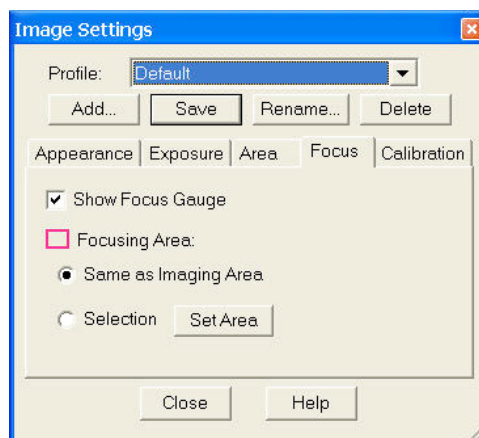 Image Settings
Profile: Default
Add... Save Rename... Delete
Appearance Exposure Area Focus Calibration
Show Focus Gauge
Focusing Area:
Same as Imaging Area
Selection Set Area
Close Help